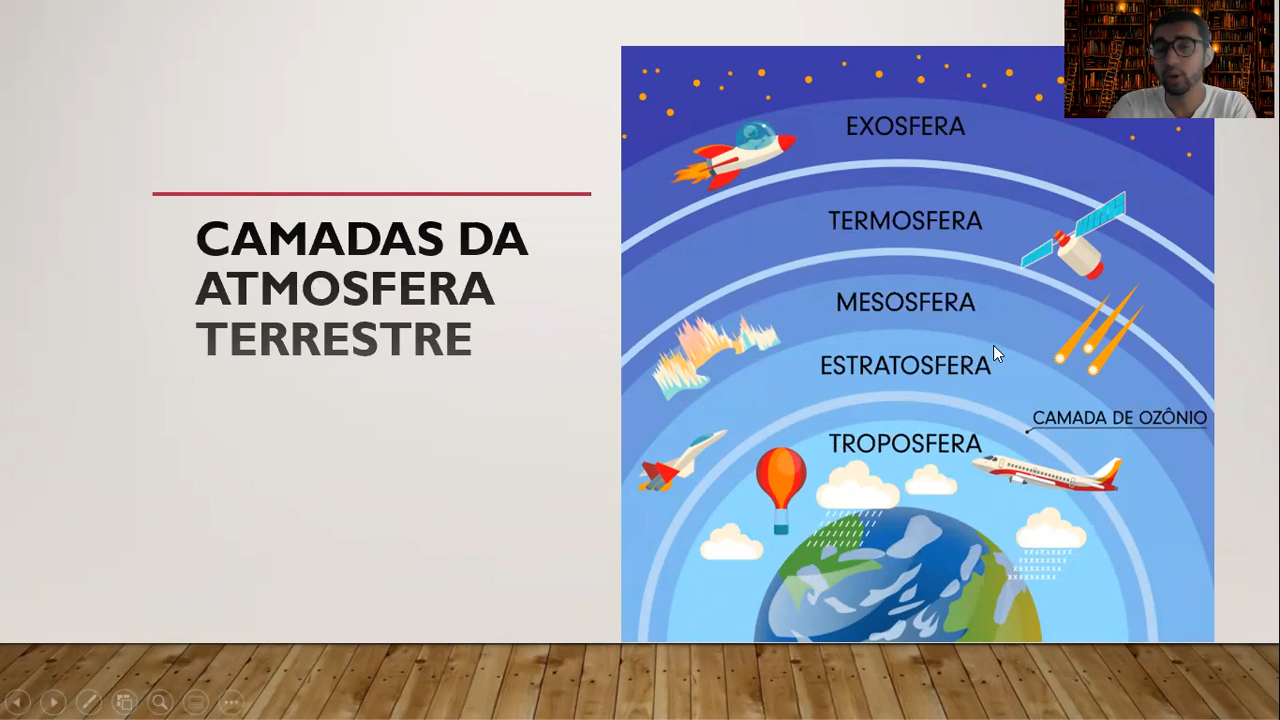 CAMADAS DA
ATMOSFERA
TERRESTRE
EXOSFERA
TERMOSFERA
MESOSFERA
ESTRATOSFERA
CAMADA DE OZÔNIO
TROPOSFERA